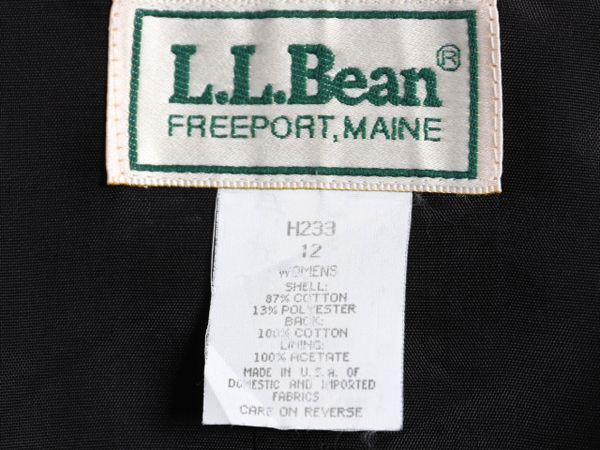 L.L.Bean®
FREEPORT, MAINE
H233
12
WOMENS
SHELL:
87% COTTON
13% POLYESTER
BACK:
100% COTTON
LINING:
100% ACETATE
MADE IN U.S.A. OF
DOMESTIC AND IMPORTED
FABRICS
CARE ON REVERSE